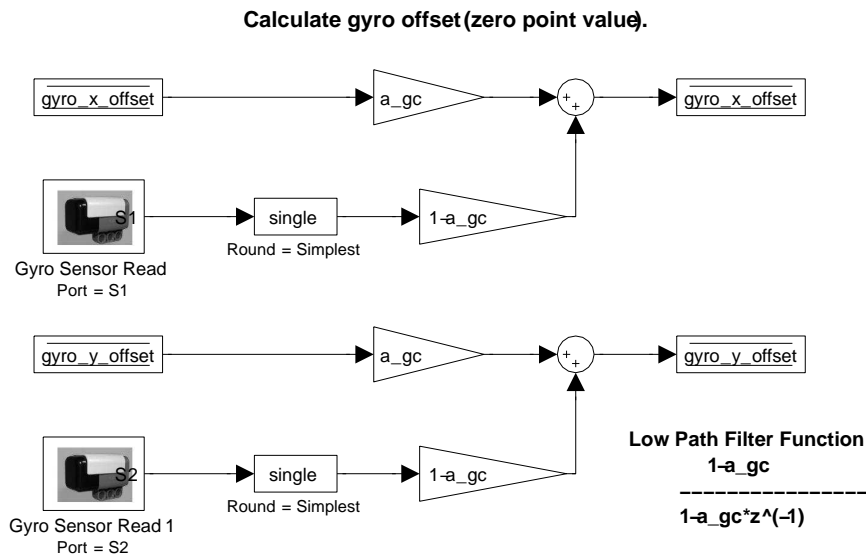 Calculate gyro offset (zero point value).
gyro_x_offset
a_gc
+
+
gyro_x_offset
S1
single
1-a_gc
Round = Simplest
Gyro Sensor Read
Port = S1
gyro_y_offset
a_gc
+
+
gyro_y_offset
S2
single
1-a_gc
Round = Simplest
Gyro Sensor Read 1
Port = S2
Low Path Filter Function
1-a_gc
-----------------
1-a_gc*z^(-1)